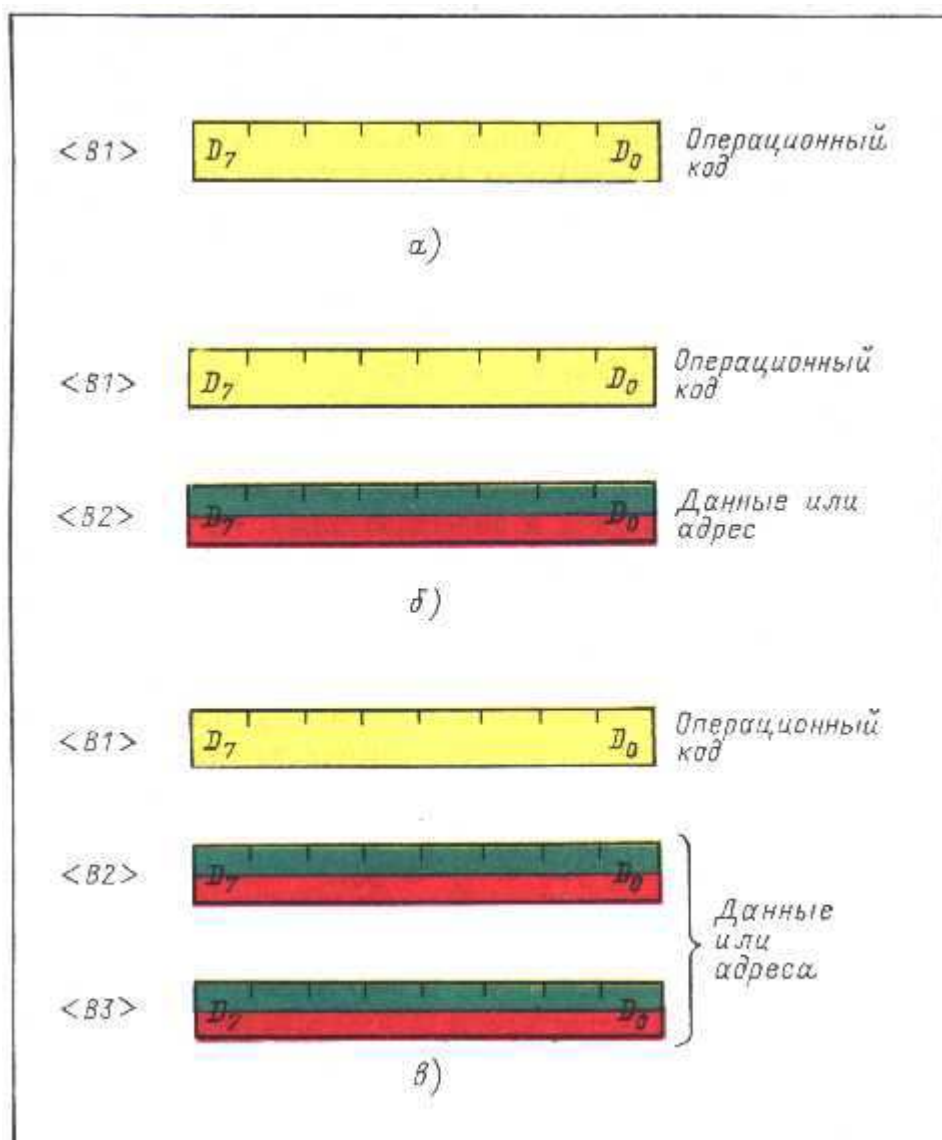 <B1>
D₇
D₀
Операционный
код
а)
<B1>
D₇
D₀
Операционный
код
<B2>
D₇
D₀
Данные или
адрес
б)
<B1>
D₇
D₀
Операционный
код
<B2>
D₇
D₀
<B3>
D₇
D₀
Данные
или
адреса
в)